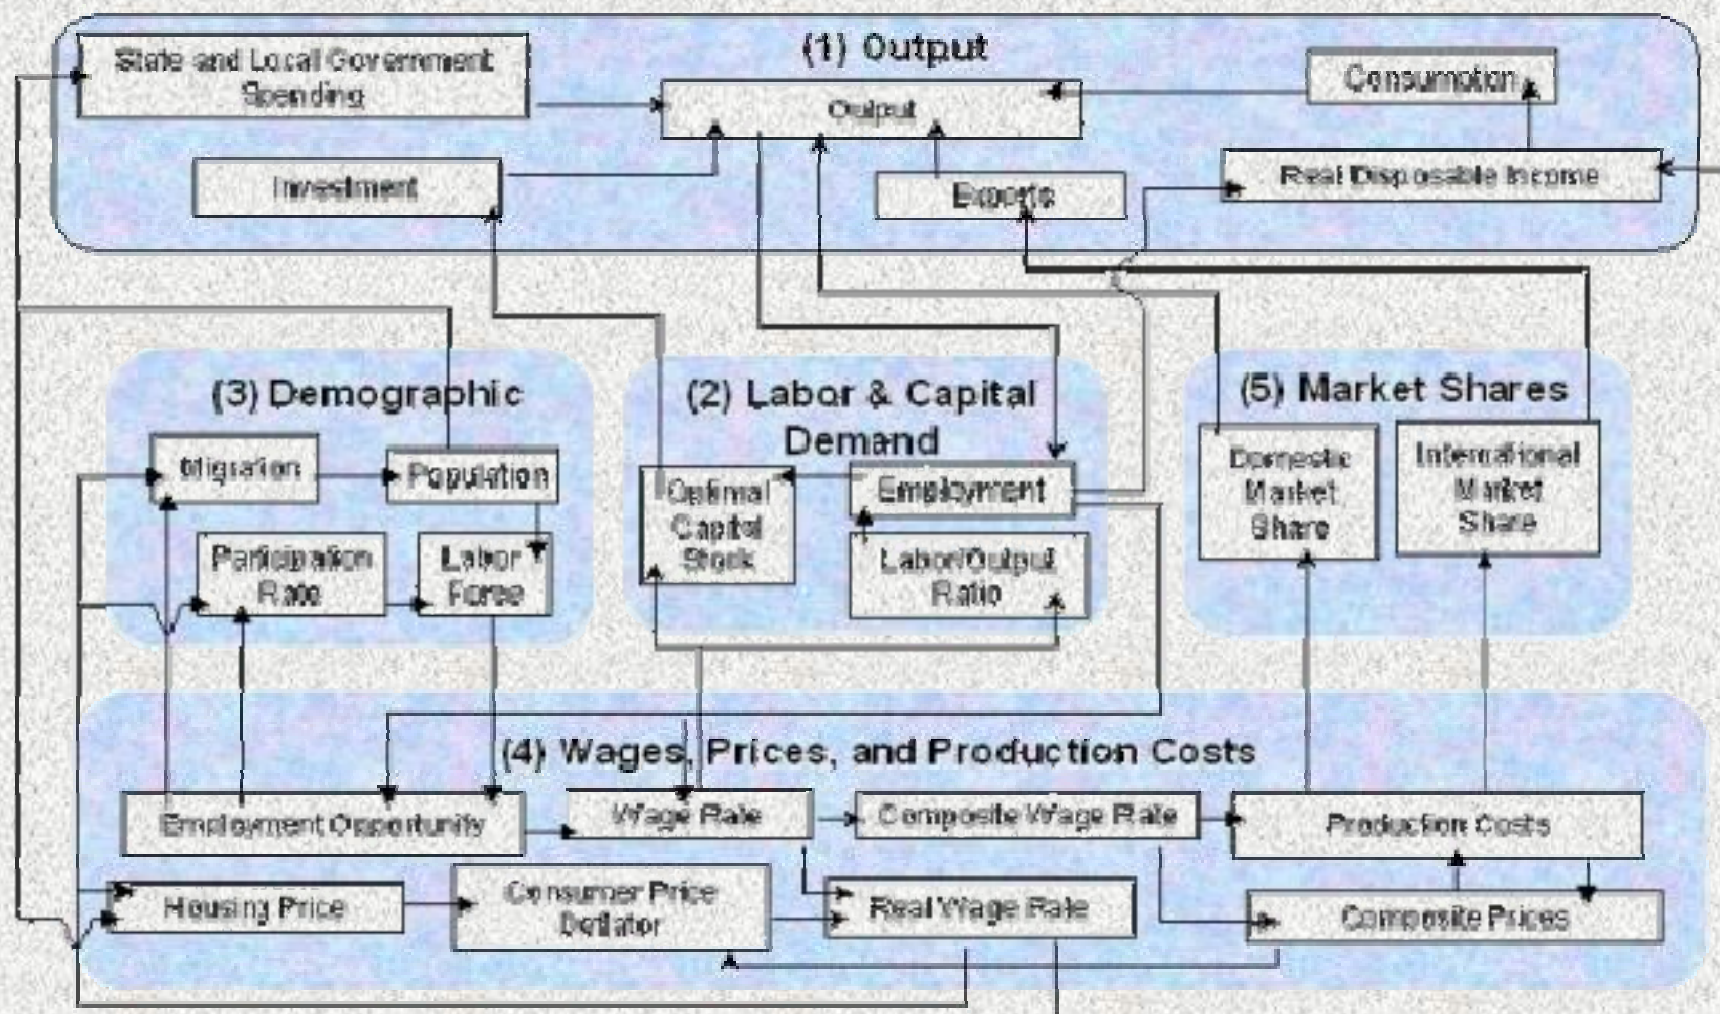 (1) Output
State and Local Government
Spending
Output
Consumption
Investment
Exports
Real Disposable Income
(3) Demographic
Migration
Population
Participation
Rate
Labor
Force
(2) Labor & Capital
Demand
Optimal
Capital
Stock
Employment
Labor/Output
Ratio
(5) Market Shares
Domestic
Market
Share
International
Market
Share
(4) Wages, Prices, and Production Costs
Employment Opportunity
Wage Rate
Composite Wage Rate
Production Costs
Housing Price
Consumer Price
Deflator
Real Wage Rate
Composite Prices